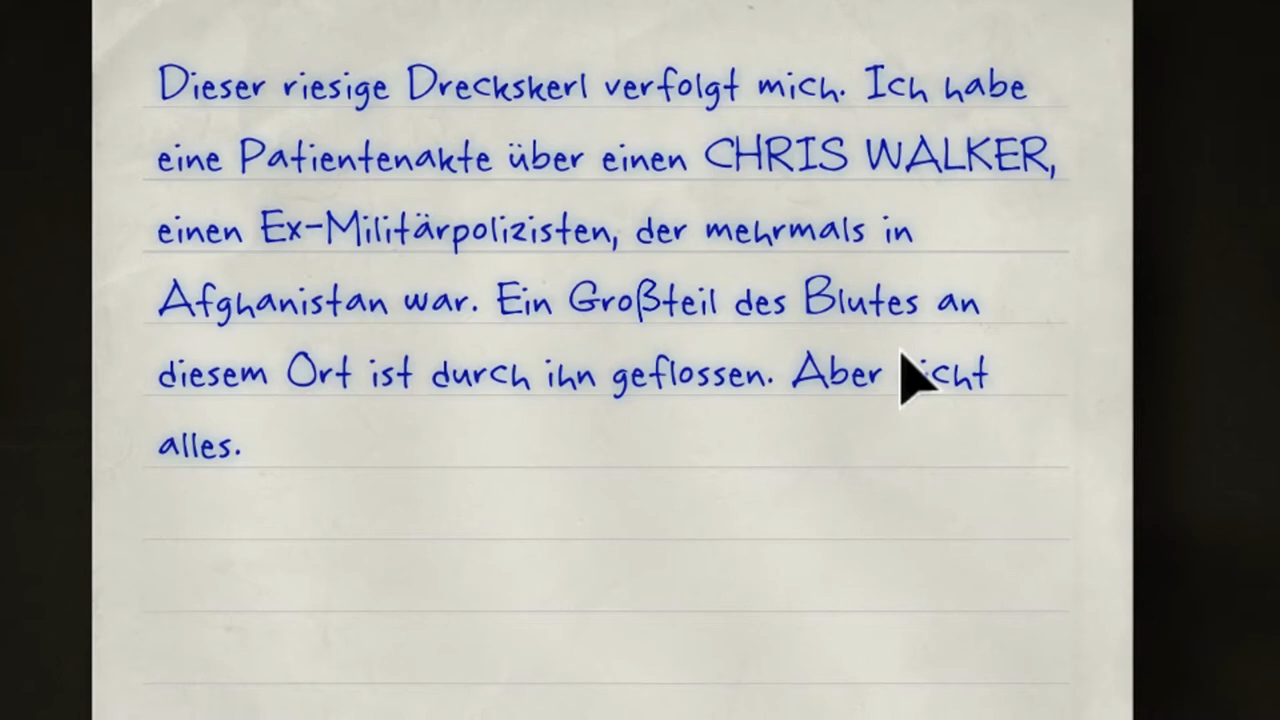 Dieser riesige Dreckskerl verfolgt mich. Ich habe
eine Patientenakte über einen CHRIS WALKER,
einen Ex-Militärpolizisten, der mehrmals in
Afghanistan war. Ein Großteil des Blutes an
diesem Ort ist durch ihn geflossen. Aber nicht
alles.